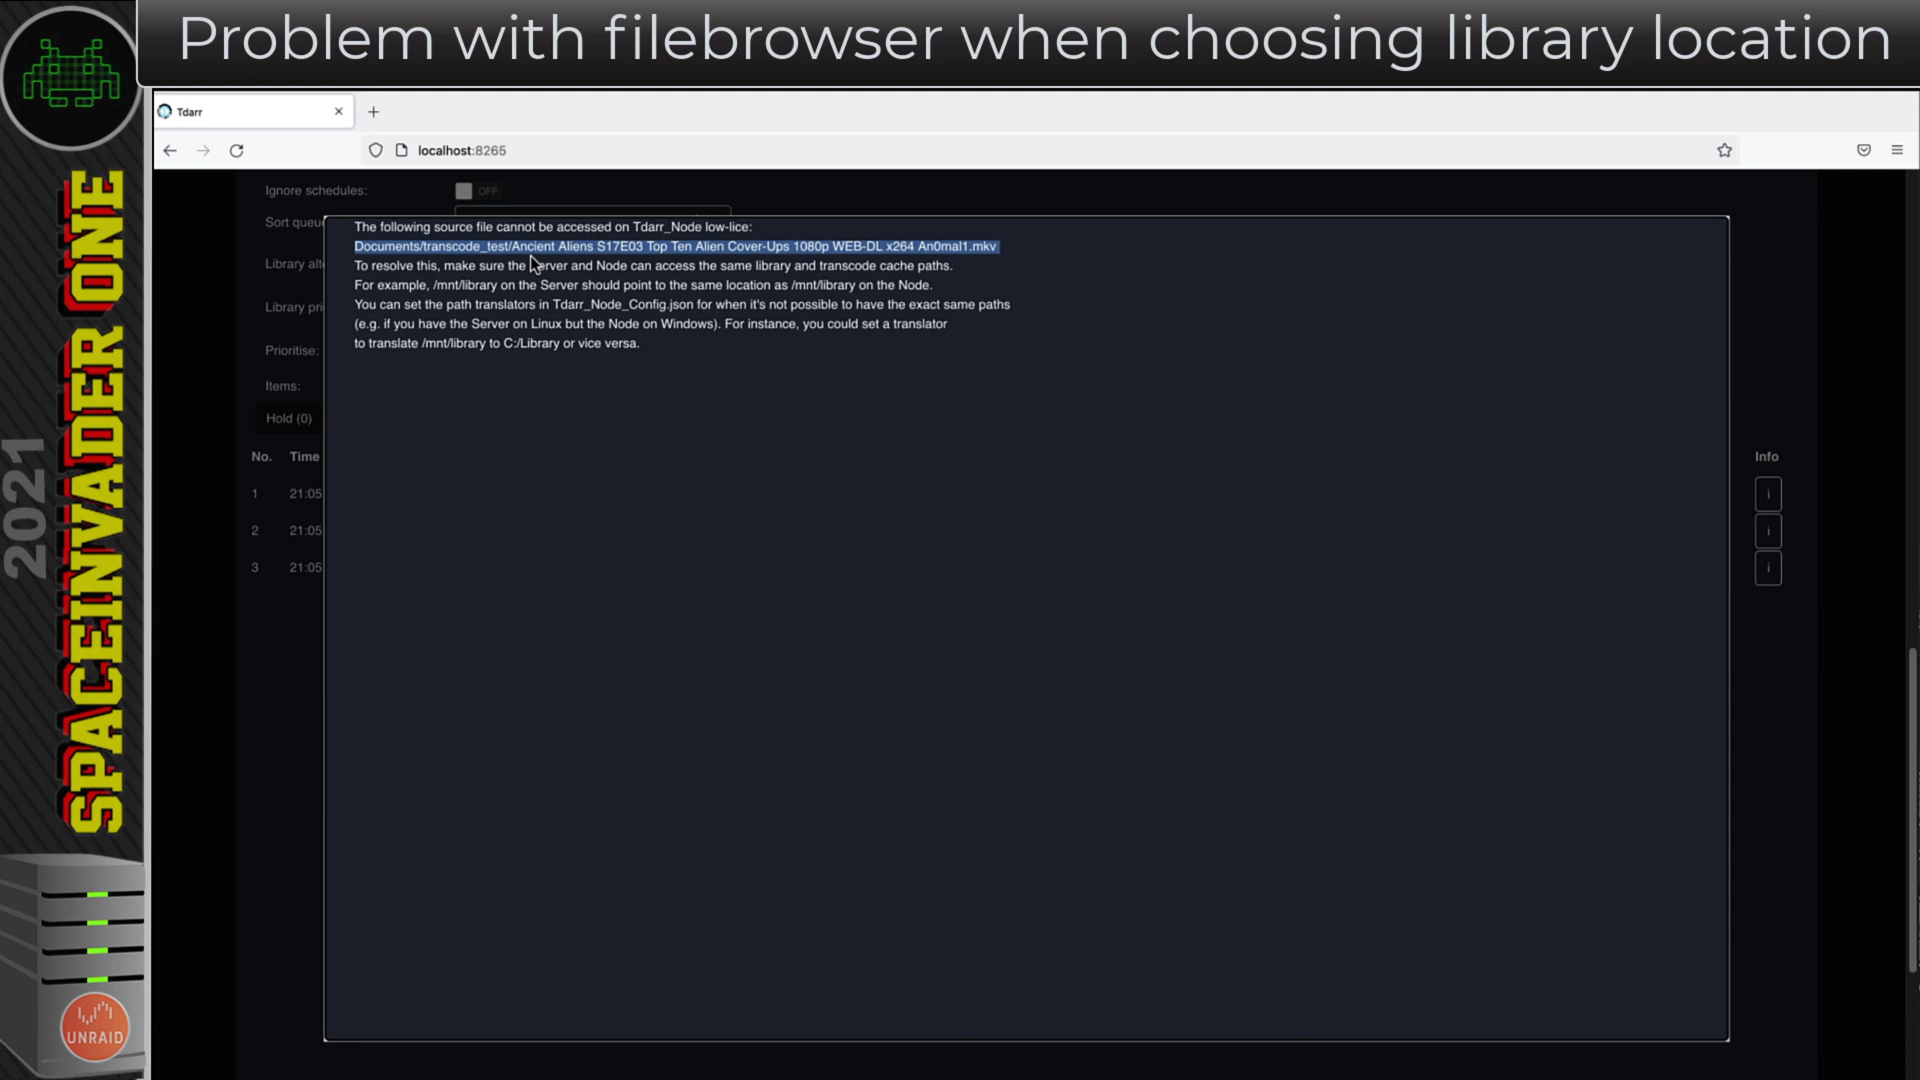 Problem with filebrowser when choosing library location
2021
SPACEINVADER ONE
UNRAID
Tdarr
localhost:8265
Ignore schedules:
OFF
Sort queu
Library alt
Library pri
Prioritise:
Items:
Hold (0)
No. Time Info
1 21:05 i
2 21:05 i
3 21:05 i
The following source file cannot be accessed on Tdarr_Node low-lice:
Documents/transcode_test/Ancient Aliens S17E03 Top Ten Alien Cover-Ups 1080p WEB-DL x264 An0mal1.mkv
To resolve this, make sure the Server and Node can access the same library and transcode cache paths.
For example, /mnt/library on the Server should point to the same location as /mnt/library on the Node.
You can set the path translators in Tdarr_Node_Config.json for when it's not possible to have the exact same paths
(e.g. if you have the Server on Linux but the Node on Windows). For instance, you could set a translator
to translate /mnt/library to C:/Library or vice versa.